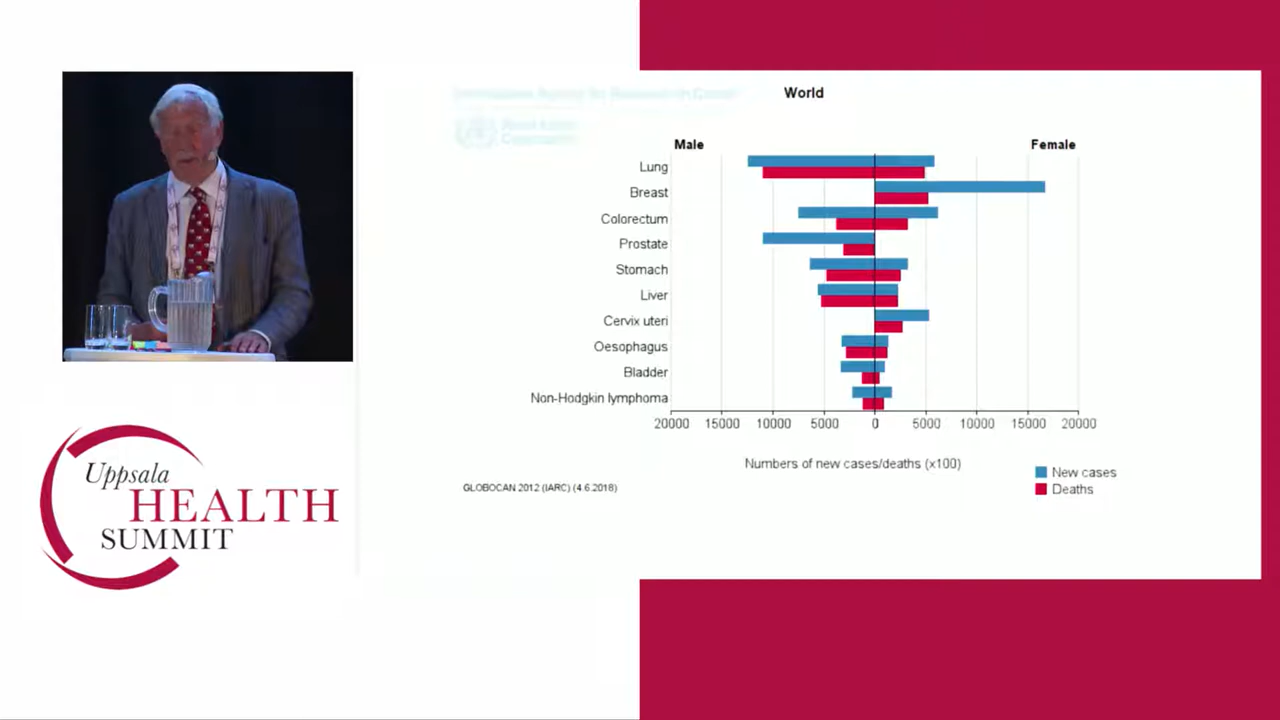 World
Male
Female
Lung
Breast
Colorectum
Prostate
Stomach
Liver
Cervix uteri
Oesophagus
Bladder
Non-Hodgkin lymphoma
20000 15000 10000 5000 0 5000 10000 15000 20000
Numbers of new cases/deaths (x100)
New cases
Deaths
GLOBOCAN 2012 (IARC) (4.6.2018)
Uppsala
HEALTH
SUMMIT